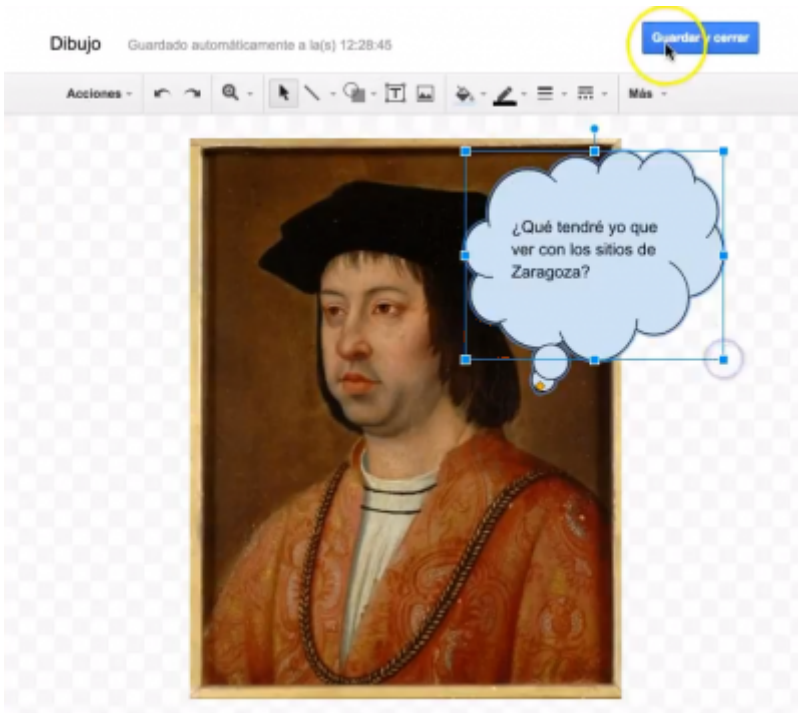 Dibujo Guardado automáticamente a la(s) 12:28:45 Guardar y cerrar
Acciones Más
¿Qué tendré yo que
ver con los sitios de
Zaragoza?